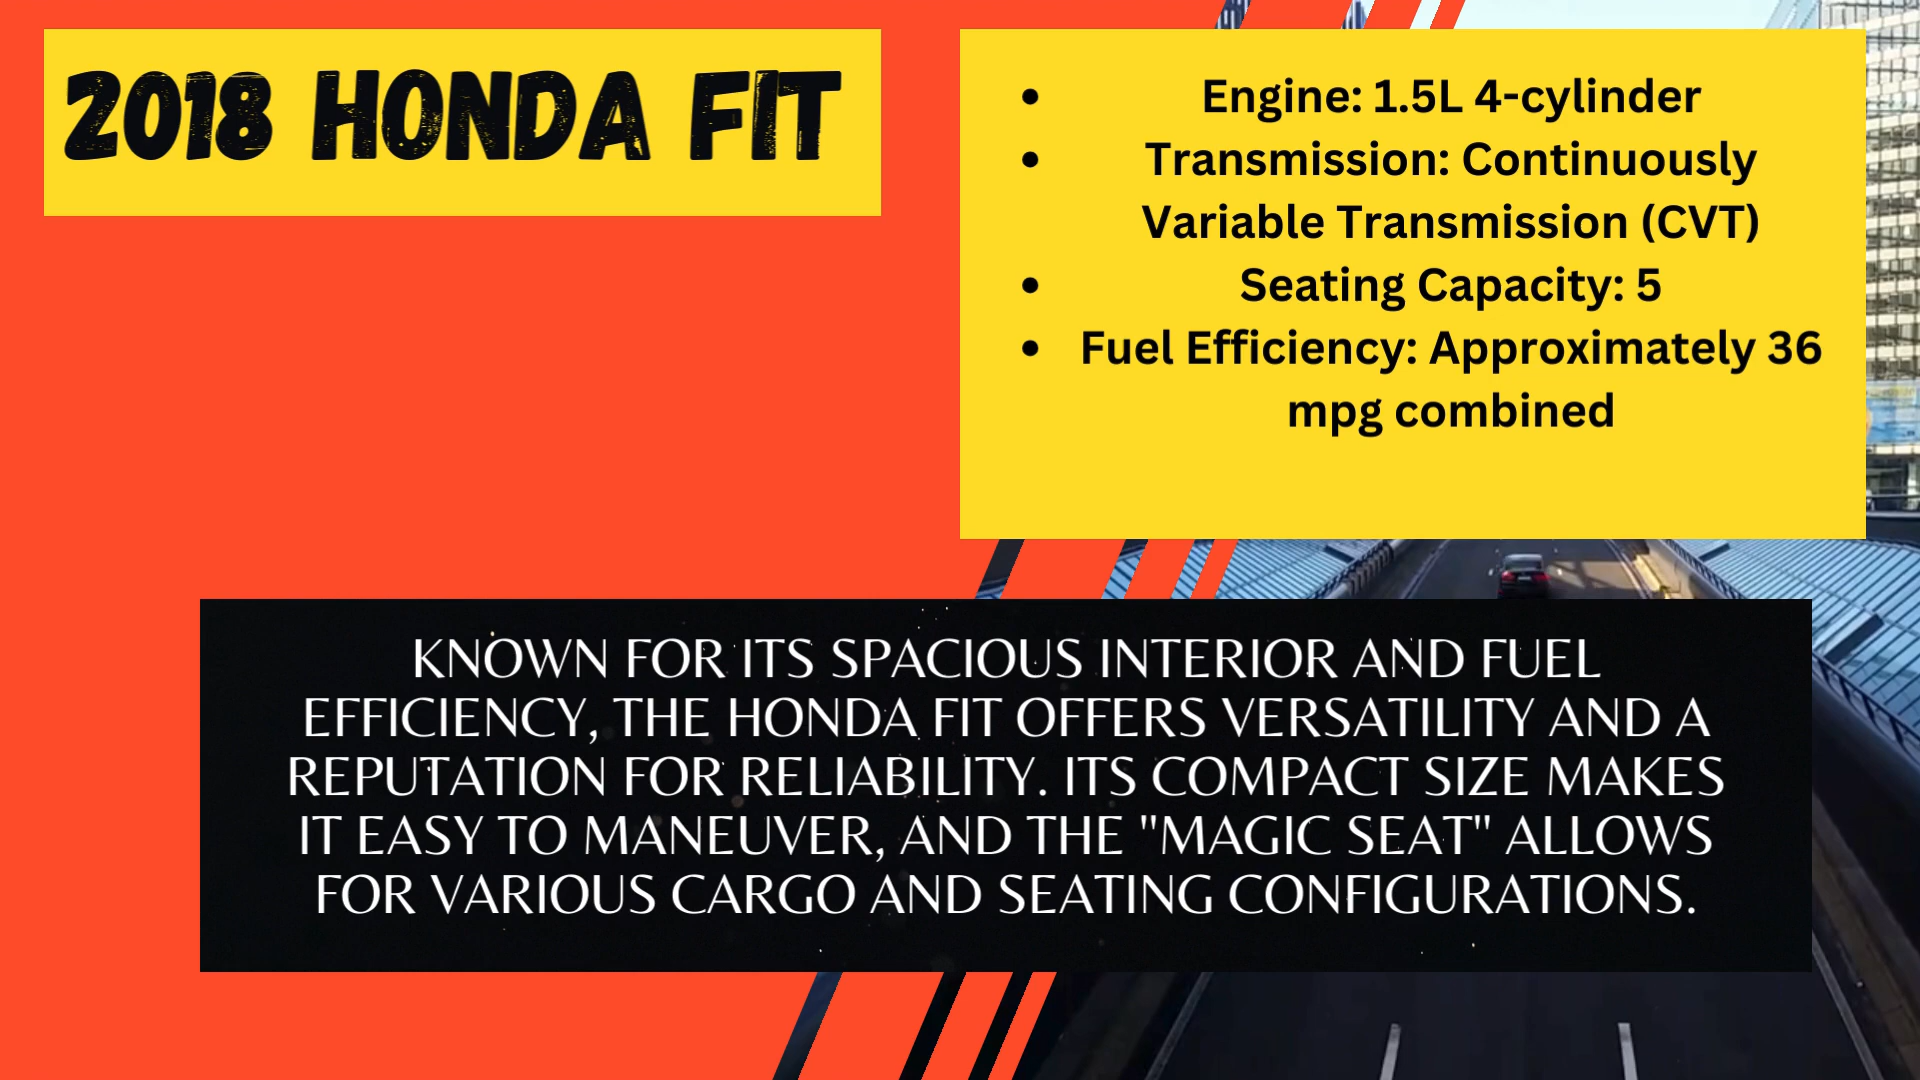 2018 HONDA FIT
• Engine: 1.5L 4-cylinder
• Transmission: Continuously
Variable Transmission (CVT)
• Seating Capacity: 5
• Fuel Efficiency: Approximately 36
mpg combined
KNOWN FOR ITS SPACIOUS INTERIOR AND FUEL
EFFICIENCY, THE HONDA FIT OFFERS VERSATILITY AND A
REPUTATION FOR RELIABILITY. ITS COMPACT SIZE MAKES
IT EASY TO MANEUVER, AND THE "MAGIC SEAT" ALLOWS
FOR VARIOUS CARGO AND SEATING CONFIGURATIONS.